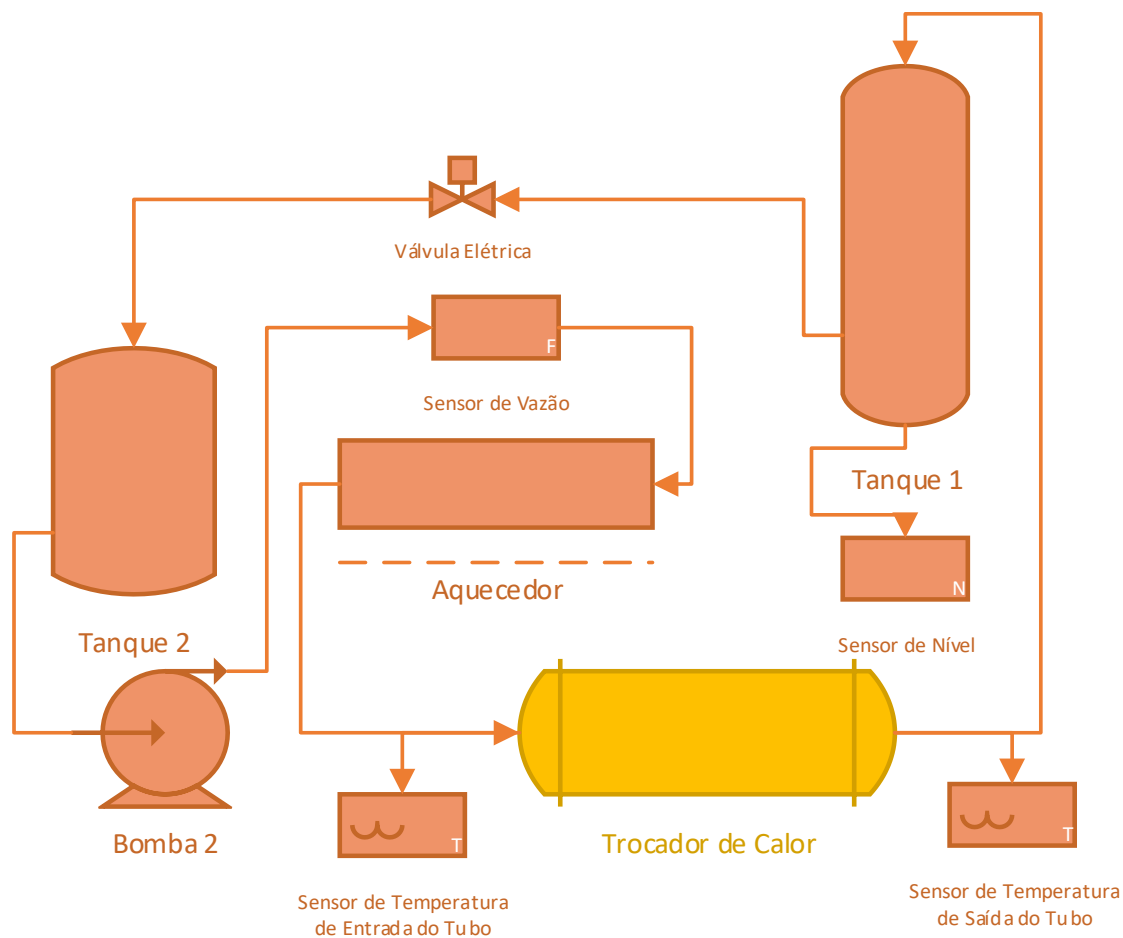 Válvula Elétrica
F
Sensor de Vazão
Tanque 1
Aquecedor
N
Tanque 2
Sensor de Nível
Bomba 2
T
Trocador de Calor
T
Sensor de Temperatura
de Entrada do Tubo
Sensor de Temperatura
de Saída do Tubo